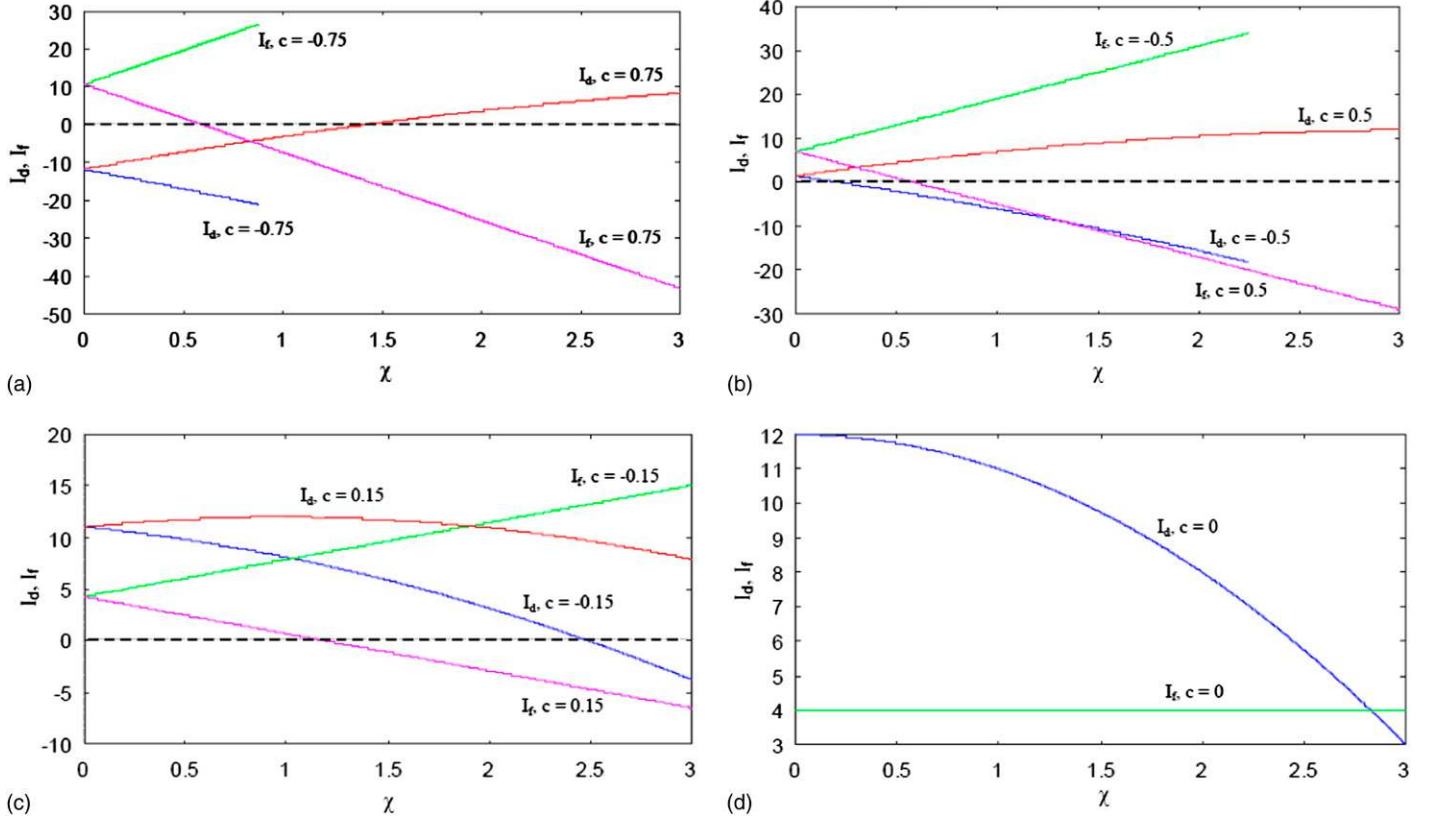 30
20
10
0
-10
-20
-30
-40
-50
I_d, I_f
I_f, c = -0.75
I_d, c = 0.75
I_d, c = -0.75
I_f, c = 0.75
0 0.5 1 1.5 2 2.5 3
χ
(a)
40
30
20
10
0
-10
-20
-30
I_d, I_f
I_f, c = -0.5
I_d, c = 0.5
I_d, c = -0.5
I_f, c = 0.5
0 0.5 1 1.5 2 2.5 3
χ
(b)
20
15
10
5
0
-5
-10
I_d, I_f
I_f, c = -0.15
I_d, c = 0.15
I_d, c = -0.15
I_f, c = 0.15
0 0.5 1 1.5 2 2.5 3
χ
(c)
12
11
10
9
8
7
6
5
4
3
I_d, I_f
I_d, c = 0
I_f, c = 0
0 0.5 1 1.5 2 2.5 3
χ
(d)